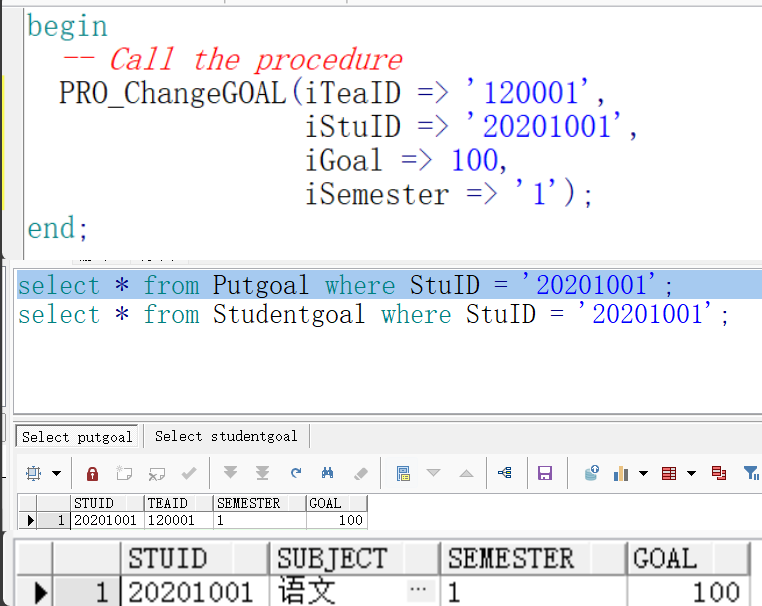 begin
-- Call the procedure
PRO_ChangeGOAL(iTeaID => '120001',
iStuID => '20201001',
iGoal => 100,
iSemester => '1');
end;
select * from Putgoal where StuID = '20201001';
select * from Studentgoal where StuID = '20201001';
Select putgoal Select studentgoal
STUID TEAID SEMESTER GOAL
1 20201001 120001 1 100
STUID SUBJECT SEMESTER GOAL
1 20201001 语文 ... 1 100